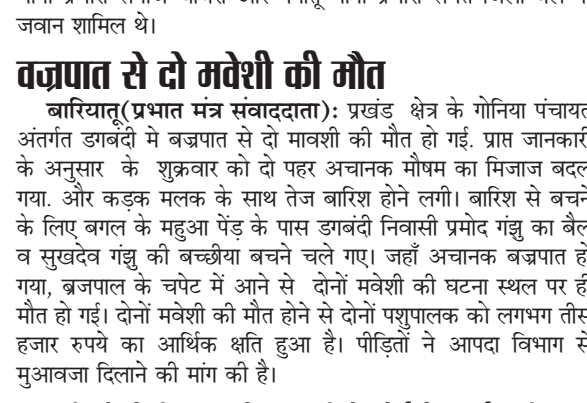 जवान शामिल थे।
वज्रपात से दो मवेशी की मौत
बारियातू(प्रभात मंत्र संवाददाता): प्रखंड क्षेत्र के गोनिया पंचायत
अंतर्गत डगबंदी मे बज्रपात से दो मावशी की मौत हो गई. प्राप्त जानकारी
के अनुसार के शुक्रवार को दो पहर अचानक मौषम का मिजाज बदल
गया. और कड़क मलक के साथ तेज बारिश होने लगी। बारिश से बचने
के लिए बगल के महुआ पेंड़ के पास डगबंदी निवासी प्रमोद गंझु का बैल
व सुखदेव गंझु की बच्छीया बचने चले गए। जहाँ अचानक बज्रपात हो
गया, ब्रजपाल के चपेट में आने से दोनों मवेशी की घटना स्थल पर ही
मौत हो गई। दोनों मवेशी की मौत होने से दोनों पशुपालक को लगभग तीस
हजार रुपये का आर्थिक क्षति हुआ है। पीड़ितों ने आपदा विभाग से
मुआवजा दिलाने की मांग की है।